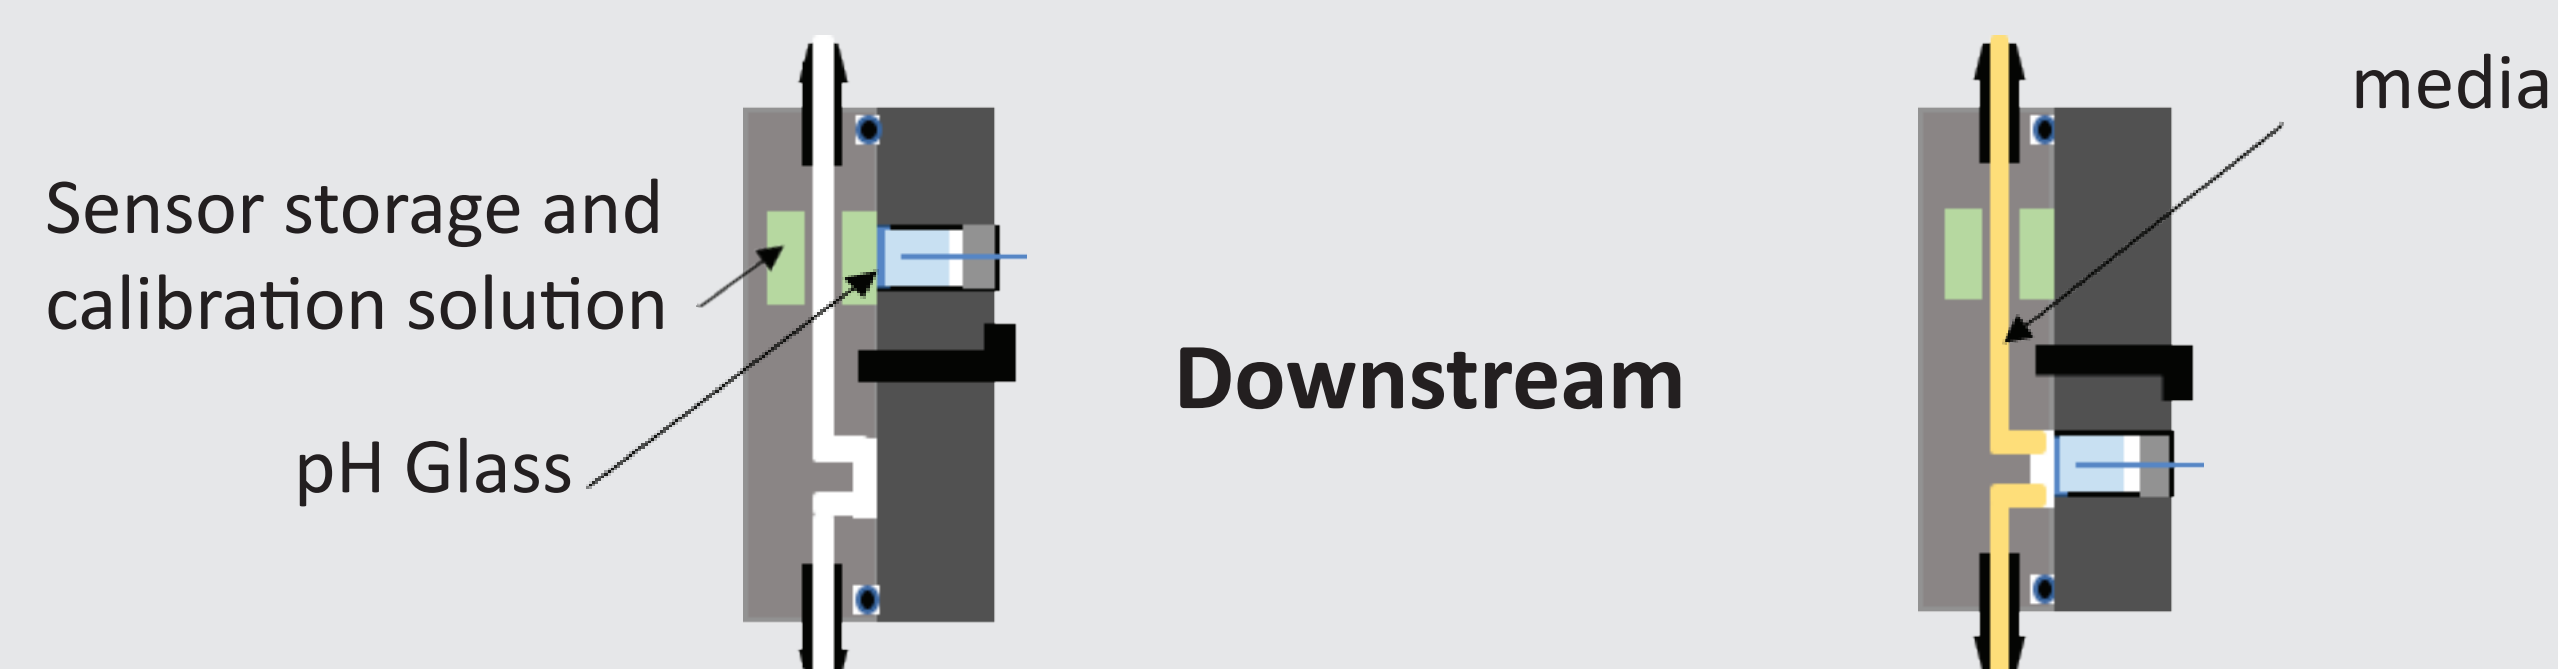 Sensor storage and
calibration solution
pH Glass
Downstream
media